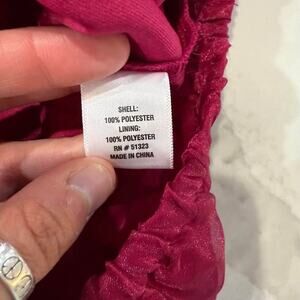 SHELL:
100% POLYESTER
LINING:
100% POLYESTER
RN # 51323
MADE IN CHINA